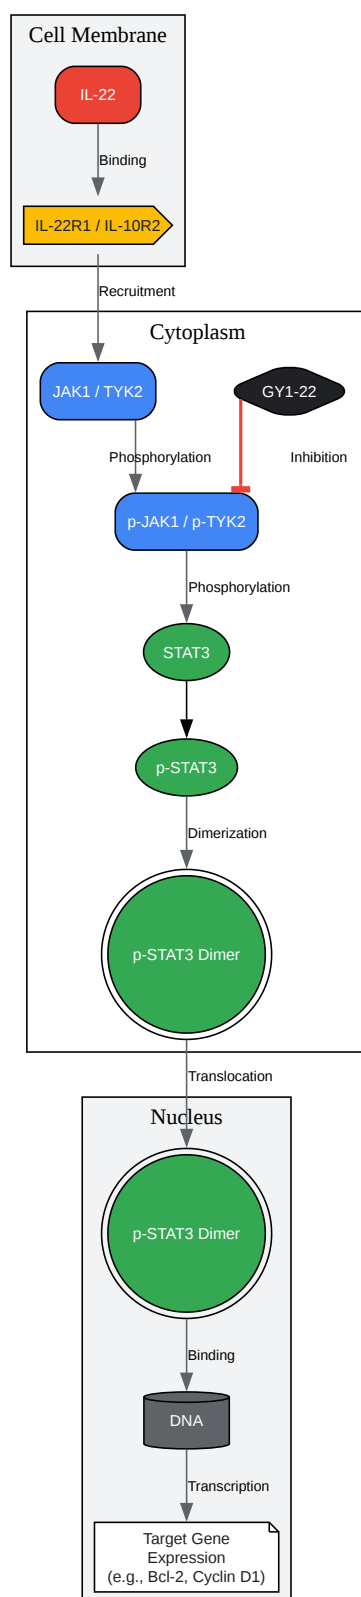 Cell Membrane
IL-22
Binding
IL-22R1 / IL-10R2
Recruitment
Cytoplasm
JAK1 / TYK2
GY1-22
Phosphorylation
Inhibition
p-JAK1 / p-TYK2
Phosphorylation
STAT3
p-STAT3
Dimerization
p-STAT3 Dimer
Translocation
Nucleus
p-STAT3 Dimer
Binding
DNA
Transcription
Target Gene
Expression
(e.g., Bcl-2, Cyclin D1)